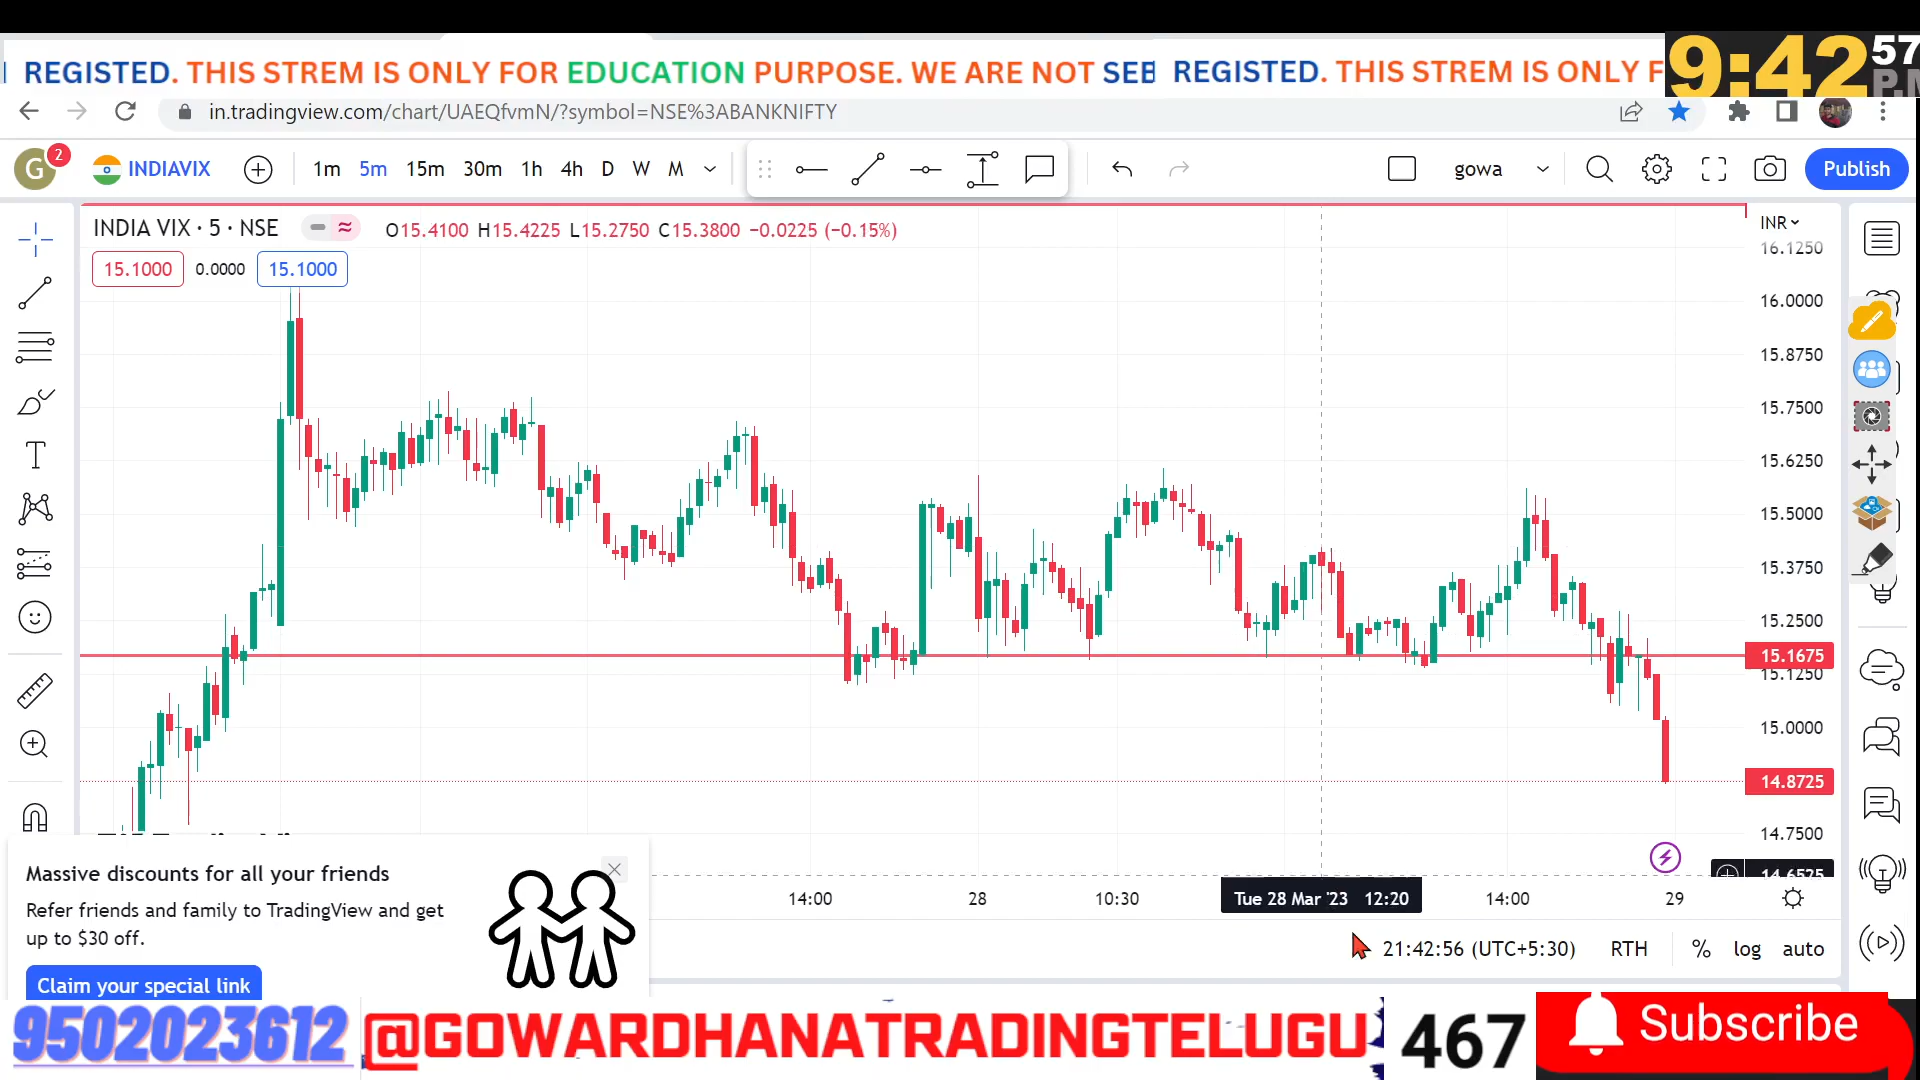 REGISTED. THIS STREM IS ONLY FOR EDUCATION PURPOSE. WE ARE NOT SEB REGISTED. THIS STREM IS ONLY F
9:42 57
in.tradingview.com/chart/UAEQfvmN/?symbol=NSE%3ABANKNIFTY
G 2 INDIAVIX 1m 5m 15m 30m 1h 4h D W M gowa Publish
INDIA VIX · 5 · NSE O15.4100 H15.4225 L15.2750 C15.3800 −0.0225 (−0.15%)
15.1000 0.0000 15.1000
INR
16.1250
16.0000
15.8750
15.7500
15.6250
15.5000
15.3750
15.2500
15.1675
15.1250
15.0000
14.8725
14.7500
14.6525
14:00 28 10:30 Tue 28 Mar '23 12:20 14:00 29
21:42:56 (UTC+5:30) RTH % log auto
Massive discounts for all your friends
Refer friends and family to TradingView and get
up to $30 off.
Claim your special link
9502023612 @GOWARDHANATRADINGTELUGU 467 Subscribe